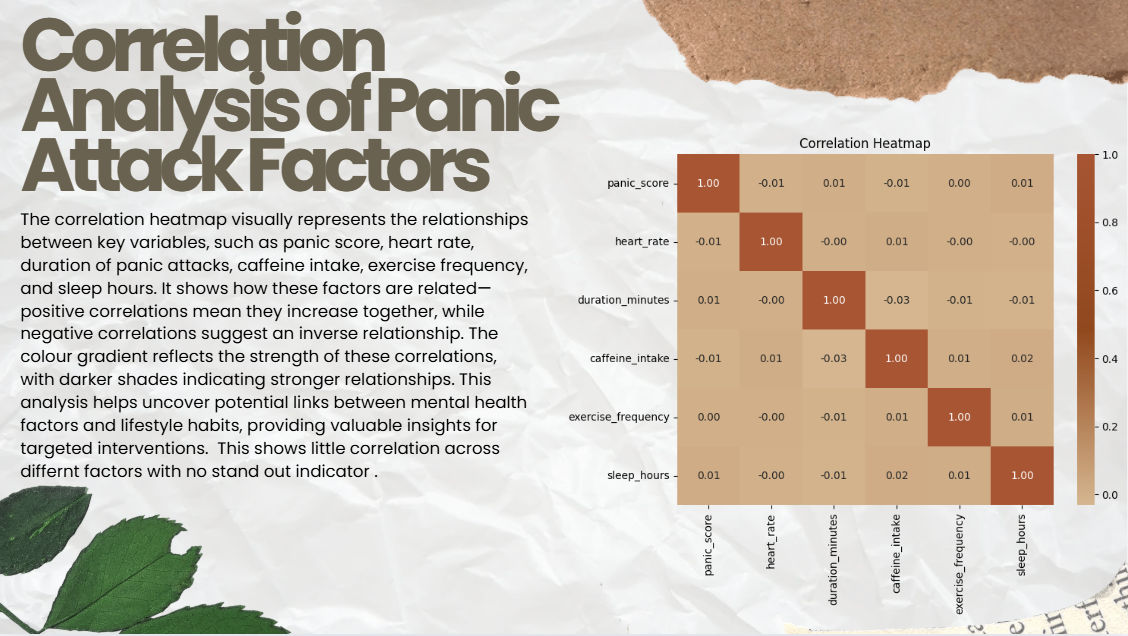 Correlation
Analysis of Panic
Attack Factors
The correlation heatmap visually represents the relationships
between key variables, such as panic score, heart rate,
duration of panic attacks, caffeine intake, exercise frequency,
and sleep hours. It shows how these factors are related—
positive correlations mean they increase together, while
negative correlations suggest an inverse relationship. The
colour gradient reflects the strength of these correlations,
with darker shades indicating stronger relationships. This
analysis helps uncover potential links between mental health
factors and lifestyle habits, providing valuable insights for
targeted interventions.  This shows little correlation across
differnt factors with no stand out indicator .
Correlation Heatmap
panic_score 1.00 -0.01 0.01 -0.01 0.00 0.01
heart_rate -0.01 1.00 -0.00 0.01 -0.00 -0.00
duration_minutes 0.01 -0.00 1.00 -0.03 -0.01 -0.01
caffeine_intake -0.01 0.01 -0.03 1.00 0.01 0.02
exercise_frequency 0.00 -0.00 -0.01 0.01 1.00 0.01
sleep_hours 0.01 -0.00 -0.01 0.02 0.01 1.00
panic_score
heart_rate
duration_minutes
caffeine_intake
exercise_frequency
sleep_hours
1.0
0.8
0.6
0.4
0.2
0.0